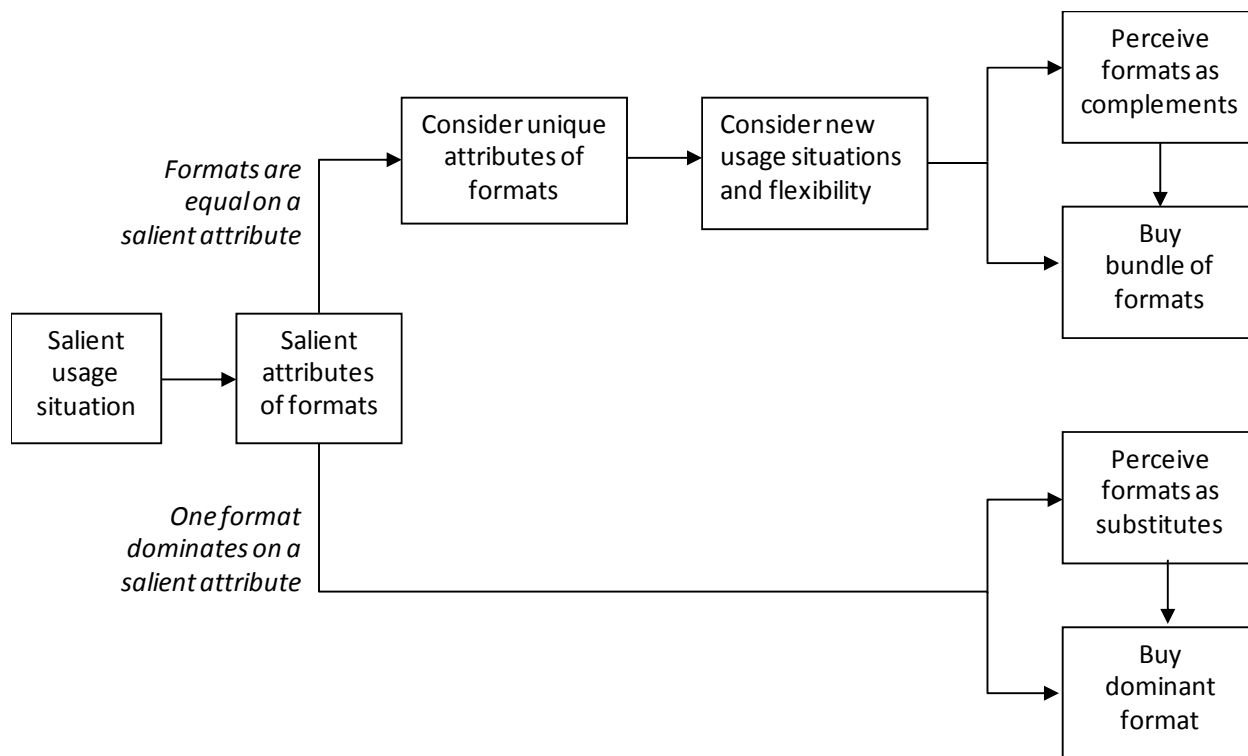 Perceive
formats as
complements
Consider unique
attributes of
formats
Consider new
usage situations
and flexibility
Formats are
equal on a
salient attribute
Buy
bundle of
formats
Salient
usage
situation
Salient
attributes
of formats
Perceive
formats as
substitutes
One format
dominates on a
salient attribute
Buy
dominant
format